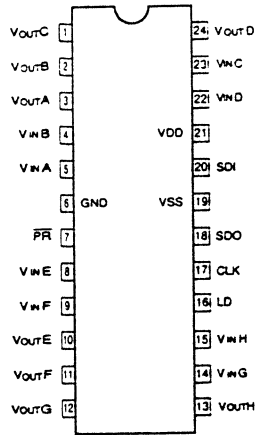 VOUTC 1 24 VOUTD
VOUTB 2 23 VINC
VOUTA 3 22 VIND
VINB 4 VDD 21
VINA 5 20 SDI
6 GND VSS 19
PR 7 18 SDO
VINE 8 17 CLK
VINF 9 16 LD
VOUTE 10 15 VINH
VOUTF 11 14 VING
VOUTG 12 13 VOUTH